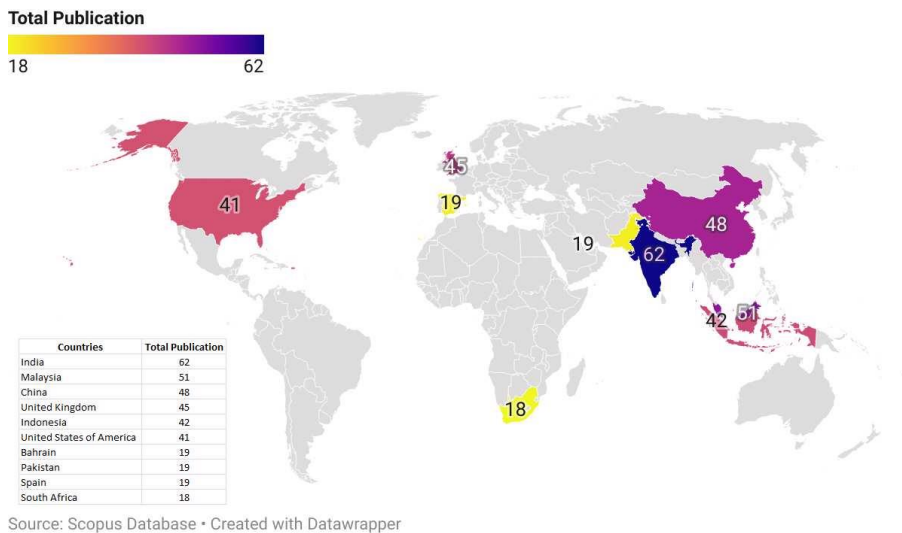 Total Publication
18 62
45
41
19
48
19
62
51
42
18
Countries Total Publication
India 62
Malaysia 51
China 48
United Kingdom 45
Indonesia 42
United States of America 41
Bahrain 19
Pakistan 19
Spain 19
South Africa 18
Source: Scopus Database • Created with Datawrapper